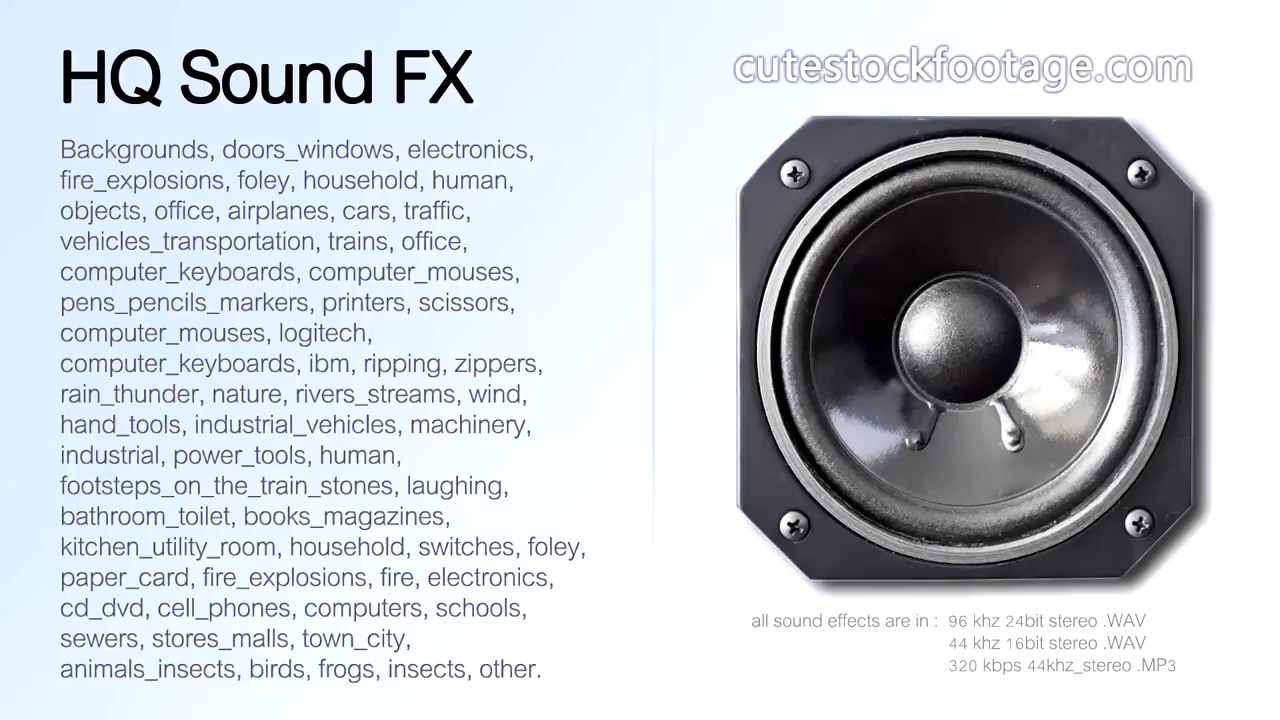 HQ Sound FX
cutestockfootage.com
Backgrounds, doors_windows, electronics,
fire_explosions, foley, household, human,
objects, office, airplanes, cars, traffic,
vehicles_transportation, trains, office,
computer_keyboards, computer_mouses,
pens_pencils_markers, printers, scissors,
computer_mouses, logitech,
computer_keyboards, ibm, ripping, zippers,
rain_thunder, nature, rivers_streams, wind,
hand_tools, industrial_vehicles, machinery,
industrial, power_tools, human,
footsteps_on_the_train_stones, laughing,
bathroom_toilet, books_magazines,
kitchen_utility_room, household, switches, foley,
paper_card, fire_explosions, fire, electronics,
cd_dvd, cell_phones, computers, schools,
sewers, stores_malls, town_city,
animals_insects, birds, frogs, insects, other.
all sound effects are in : 96 khz 24bit stereo .WAV
44 khz 16bit stereo .WAV
320 kbps 44khz_stereo .MP3